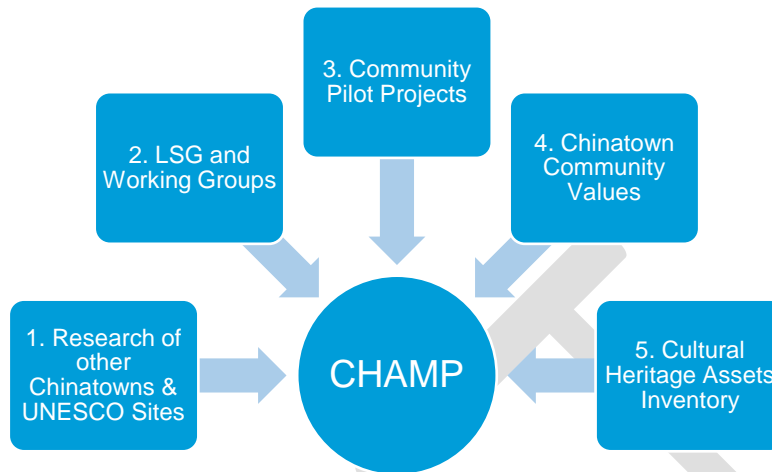 3. Community
Pilot Projects
2. LSG and
Working Groups
4. Chinatown
Community
Values
1. Research of
other
Chinatowns &
UNESCO Sites
CHAMP
5. Cultural
Heritage Assets
Inventory